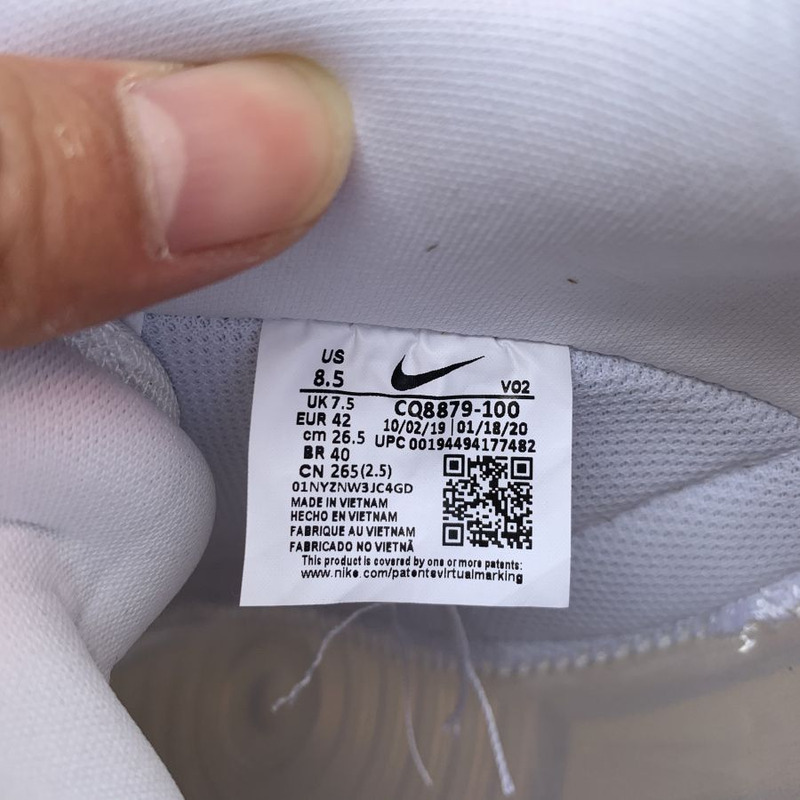 US
8.5
V02
UK 7.5
CQ8879-100
EUR 42
10/02/19 | 01/18/20
cm 26.5
UPC 00194494177482
BR 40
CN 265(2.5)
01NYZNW3JC4GD
MADE IN VIETNAM
HECHO EN VIETNAM
FABRIQUE AU VIETNAM
FABRICADO NO VIETNÃ
This product is covered by one or more patents:
www.nike.com/patentsvirtualmarking